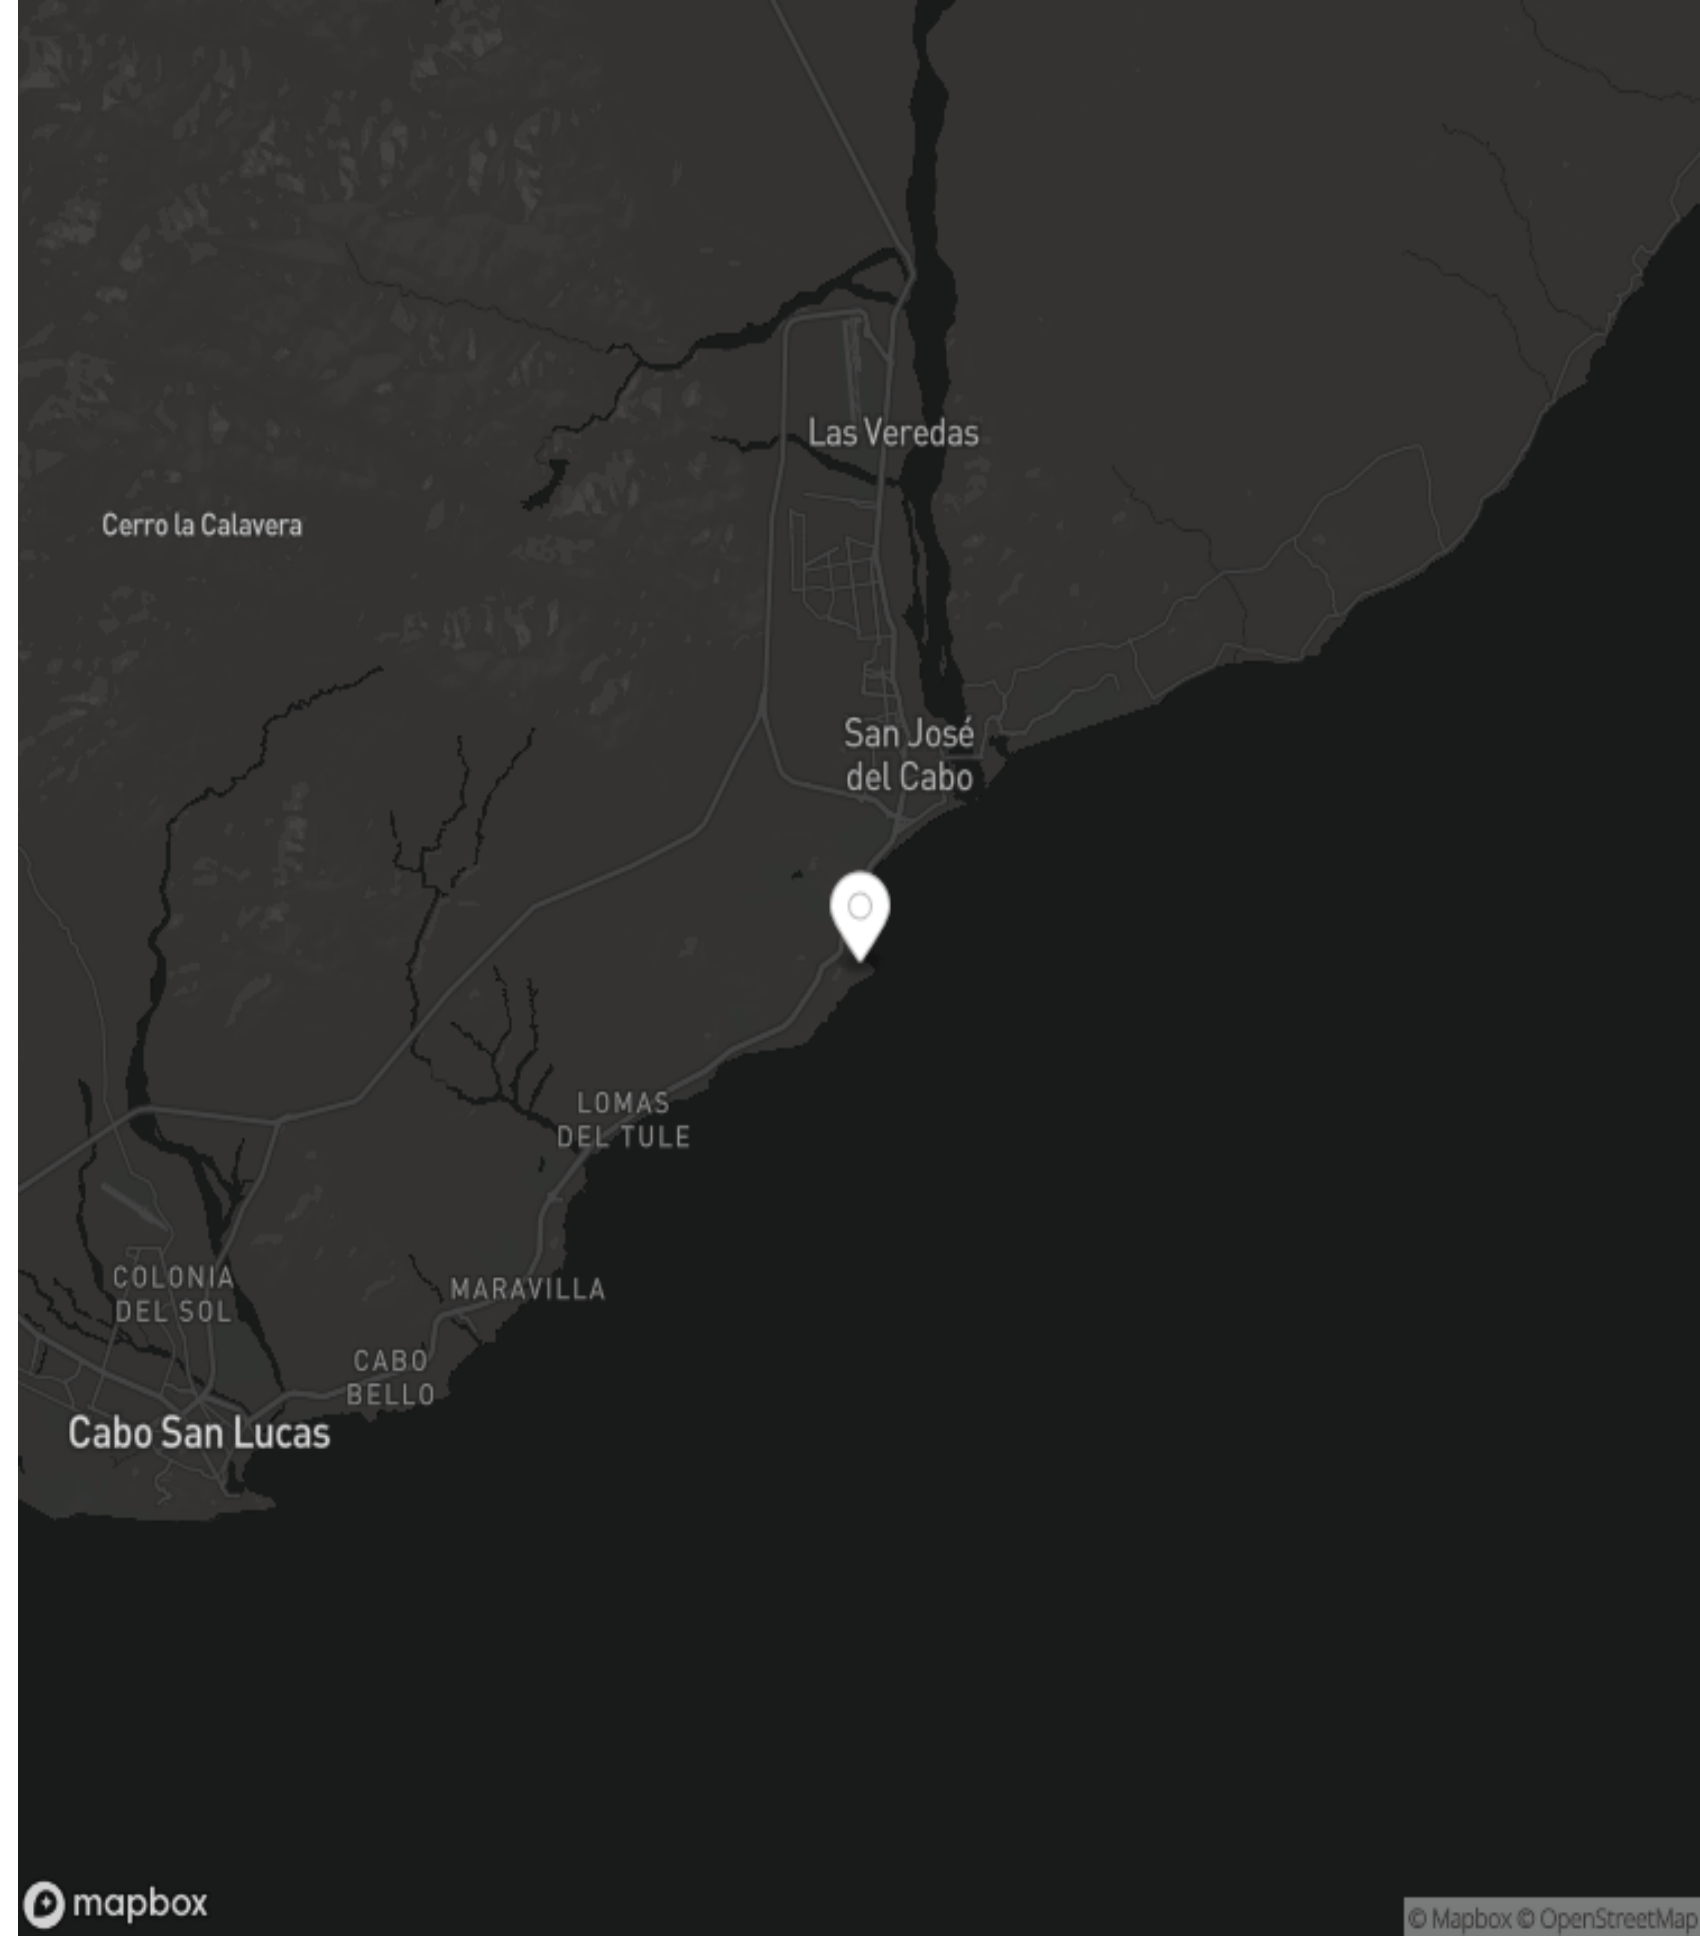 Las Veredas
Cerro la Calavera
San José
del Cabo
LOMAS
DEL TULE
COLONIA
DEL SOL
MARAVILLA
CABO
BELLO
Cabo San Lucas
mapbox
© Mapbox © OpenStreetMap